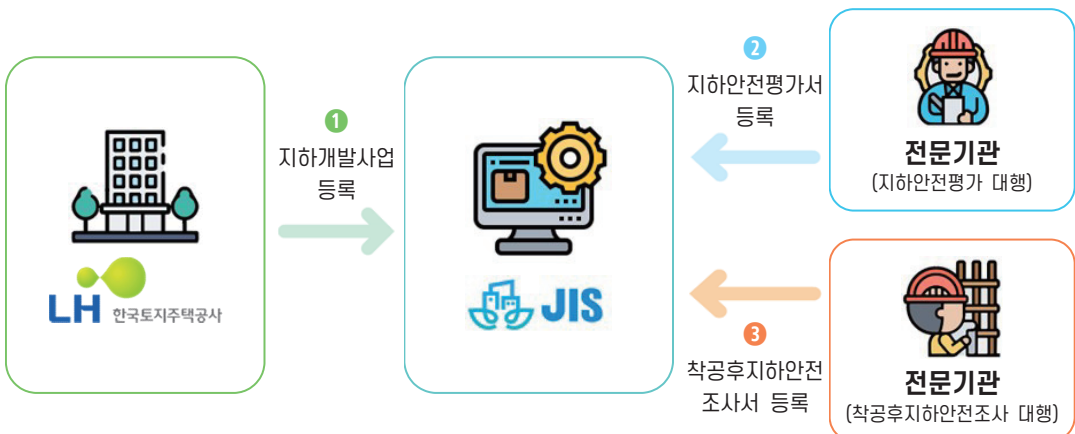 ❶
지하개발사업
등록
LH 한국토지주택공사
JIS
❷
지하안전평가서
등록
전문기관
(지하안전평가 대행)
❸
착공후지하안전
조사서 등록
전문기관
(착공후지하안전조사 대행)